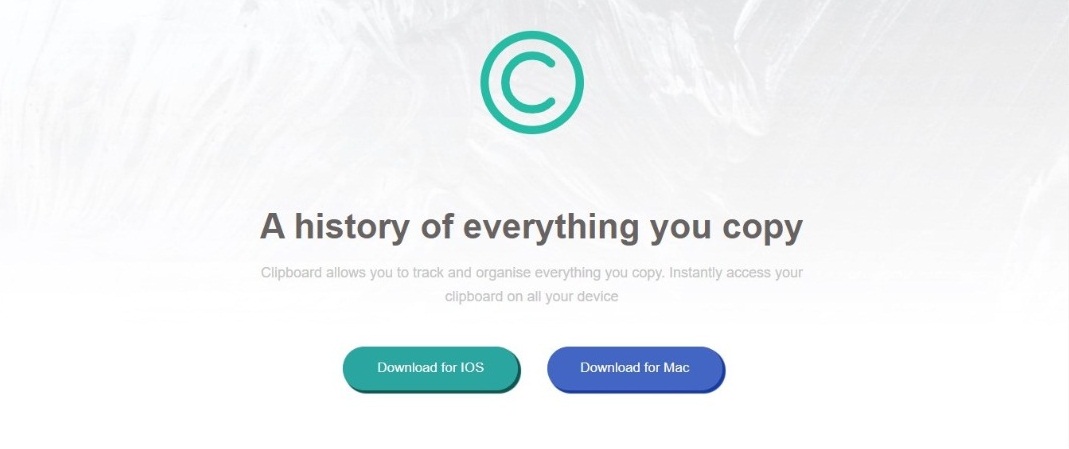 A history of everything you copy
Clipboard allows you to track and organise everything you copy. Instantly access your
clipboard on all your device
Download for IOS
Download for Mac